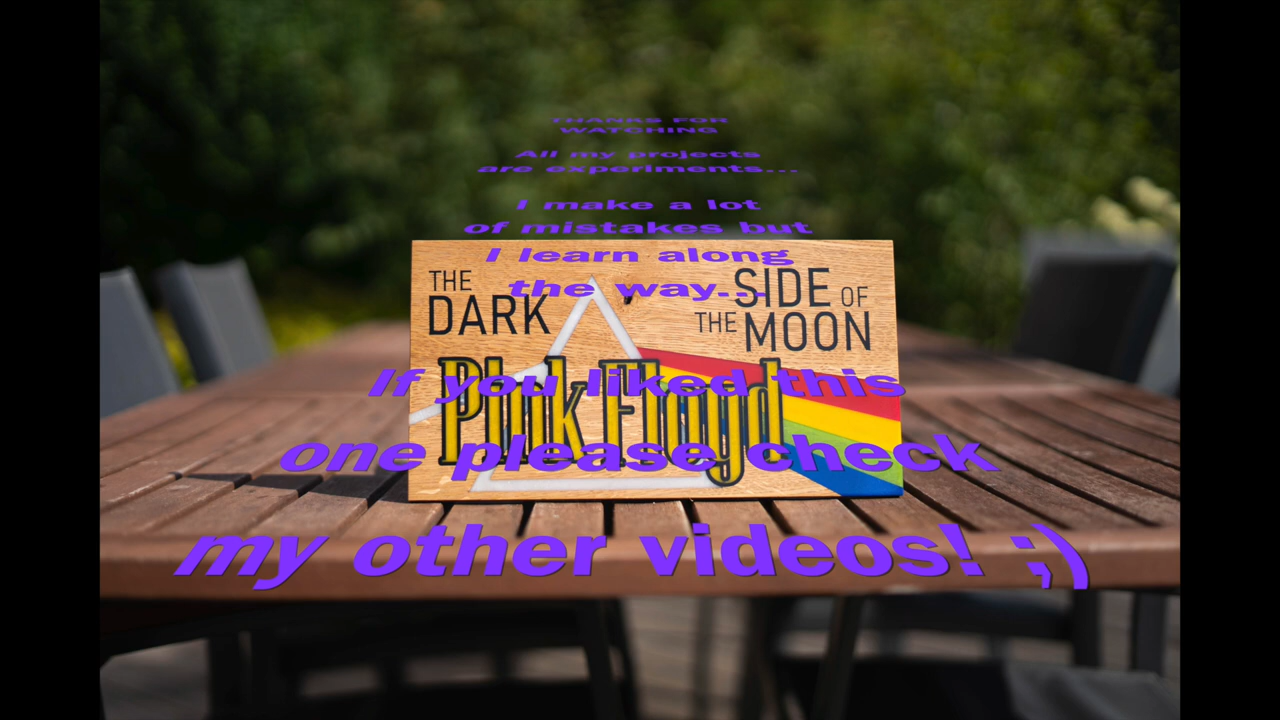 THANKS FOR
WATCHING
All my projects
are experiments...
I make a lot
of mistakes but
I learn along
the way...
THE
DARK
SIDE OF
THE MOON
Pink Floyd
If you liked this
one please check
my other videos! ;)